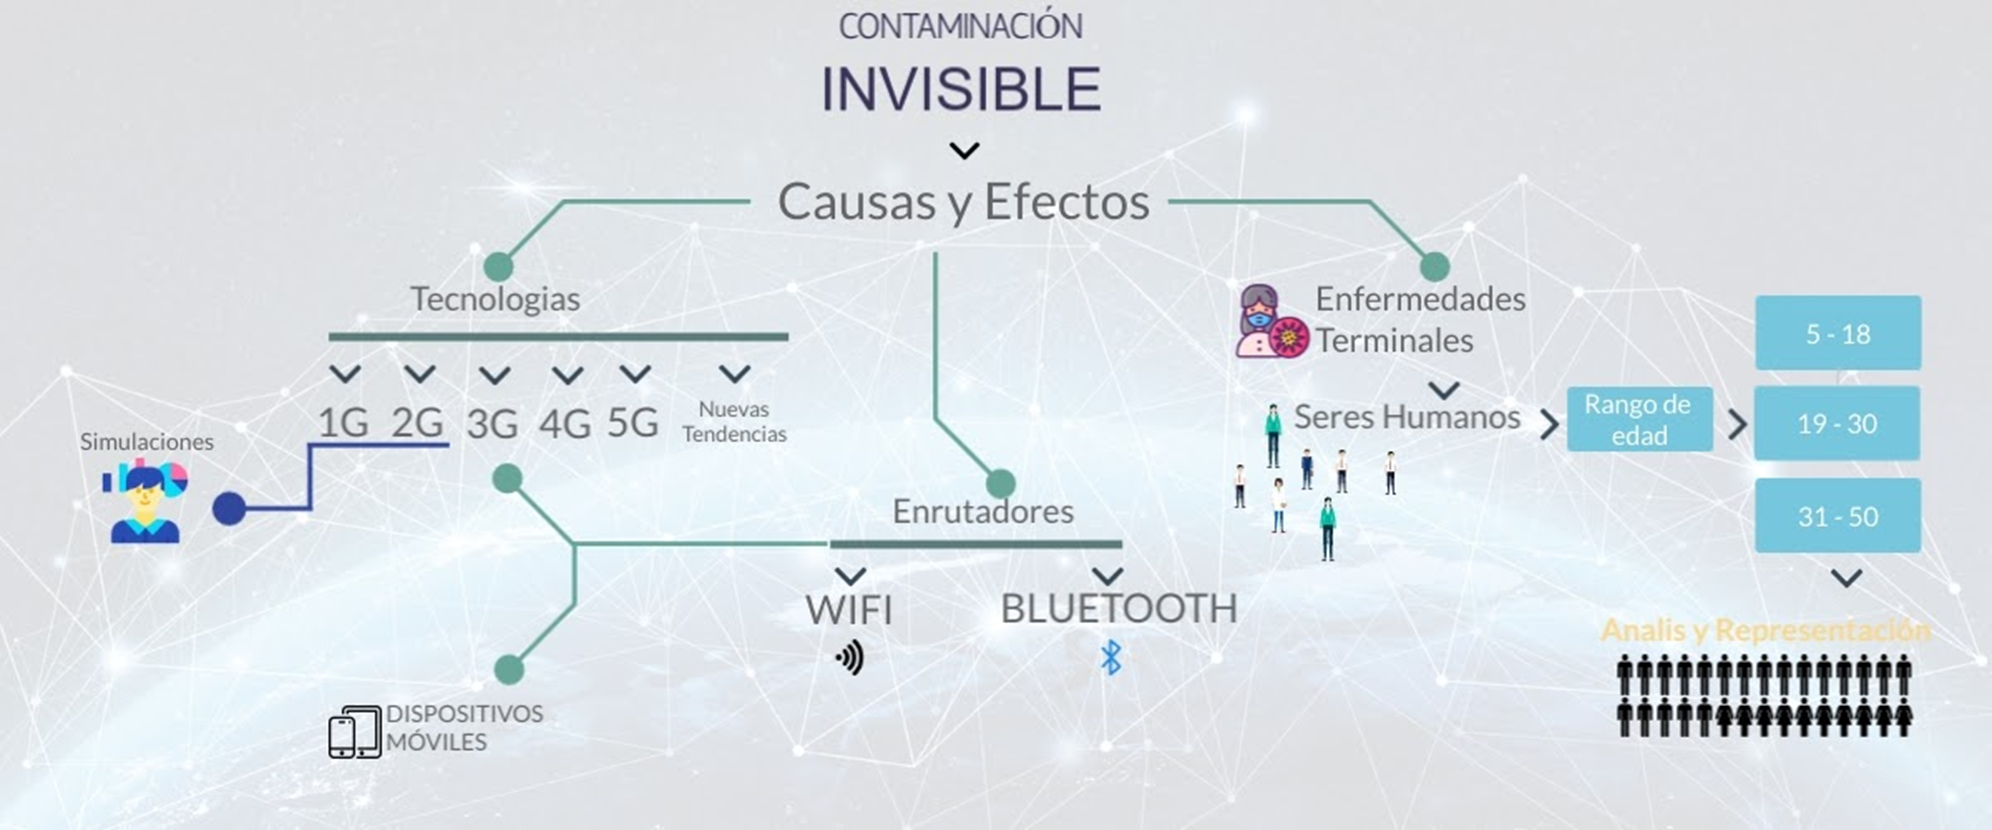 CONTAMINACIÓN
INVISIBLE
Causas y Efectos
Tecnologias
1G 2G 3G 4G 5G
Nuevas
Tendencias
Simulaciones
Enrutadores
WIFI
BLUETOOTH
DISPOSITIVOS
MÓVILES
Enfermedades
Terminales
Seres Humanos
Rango de
edad
5 - 18
19 - 30
31 - 50
Analis y Representación